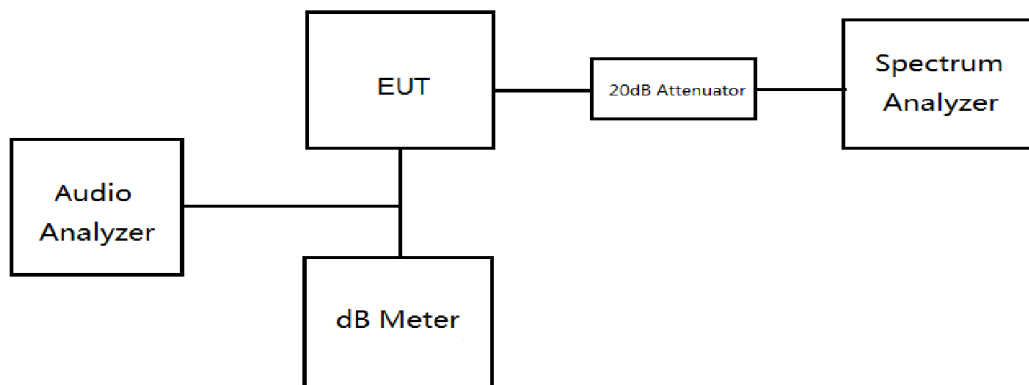 EUT
20dB Attenuator
Spectrum
Analyzer
Audio
Analyzer
dB Meter